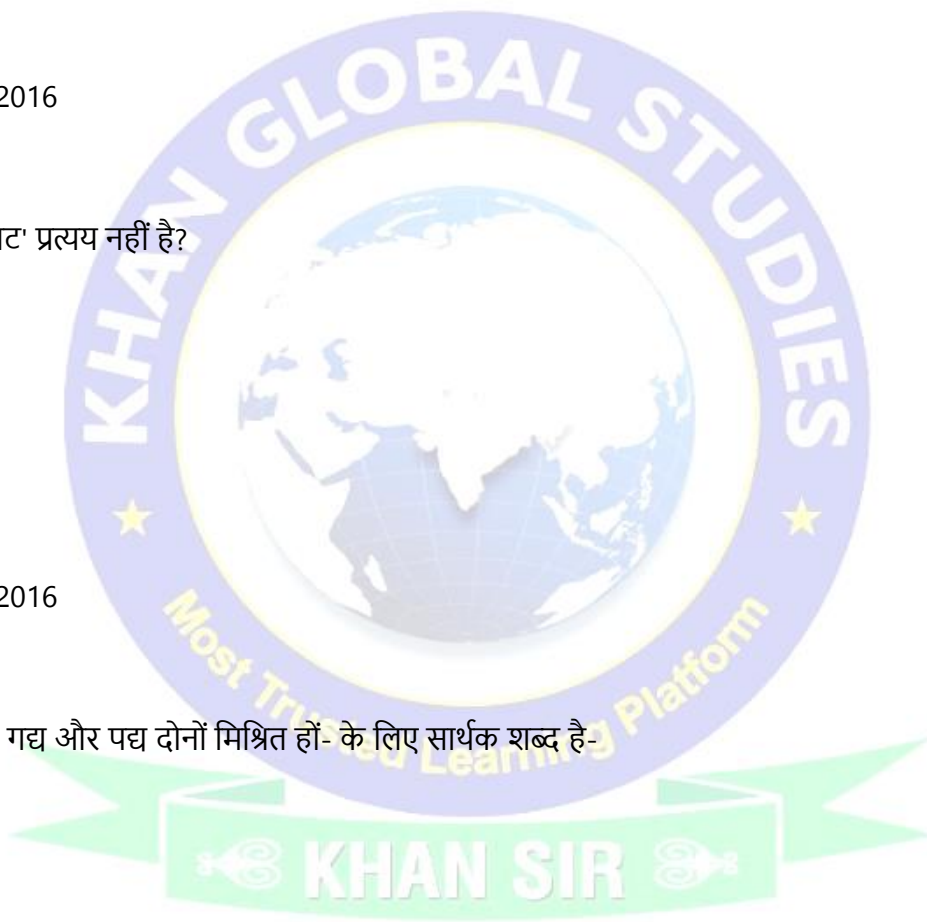 2016
ट' प्रत्यय नहीं है?
2016
गद्य और पद्य दोनों मिश्रित हों- के लिए सार्थक शब्द है-
KHAN GLOBAL STUDIES
Most Trusted Learning Platform
KHAN SIR